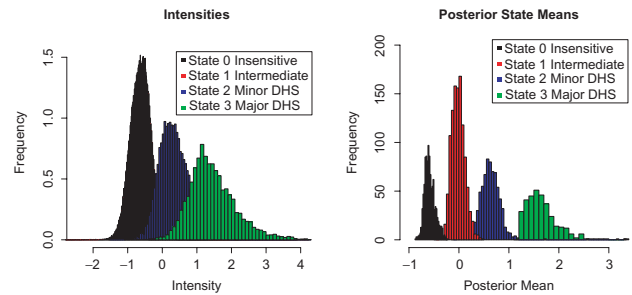 Intensities
State 0 Insensitive
State 1 Intermediate
State 2 Minor DHS
State 3 Major DHS
Frequency
0.0
0.5
1.0
1.5
−2
−1
0
1
2
3
4
Intensity
Posterior State Means
State 0 Insensitive
State 1 Intermediate
State 2 Minor DHS
State 3 Major DHS
Frequency
0
50
100
150
200
−1
0
1
2
3
Posterior Mean